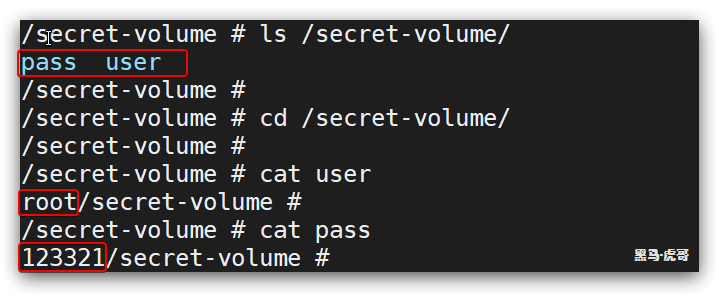 /secret-volume # ls /secret-volume/
pass  user
/secret-volume #
/secret-volume # cd /secret-volume/
/secret-volume #
/secret-volume # cat user
root/secret-volume #
/secret-volume # cat pass
123321/secret-volume #
黑马·虎哥